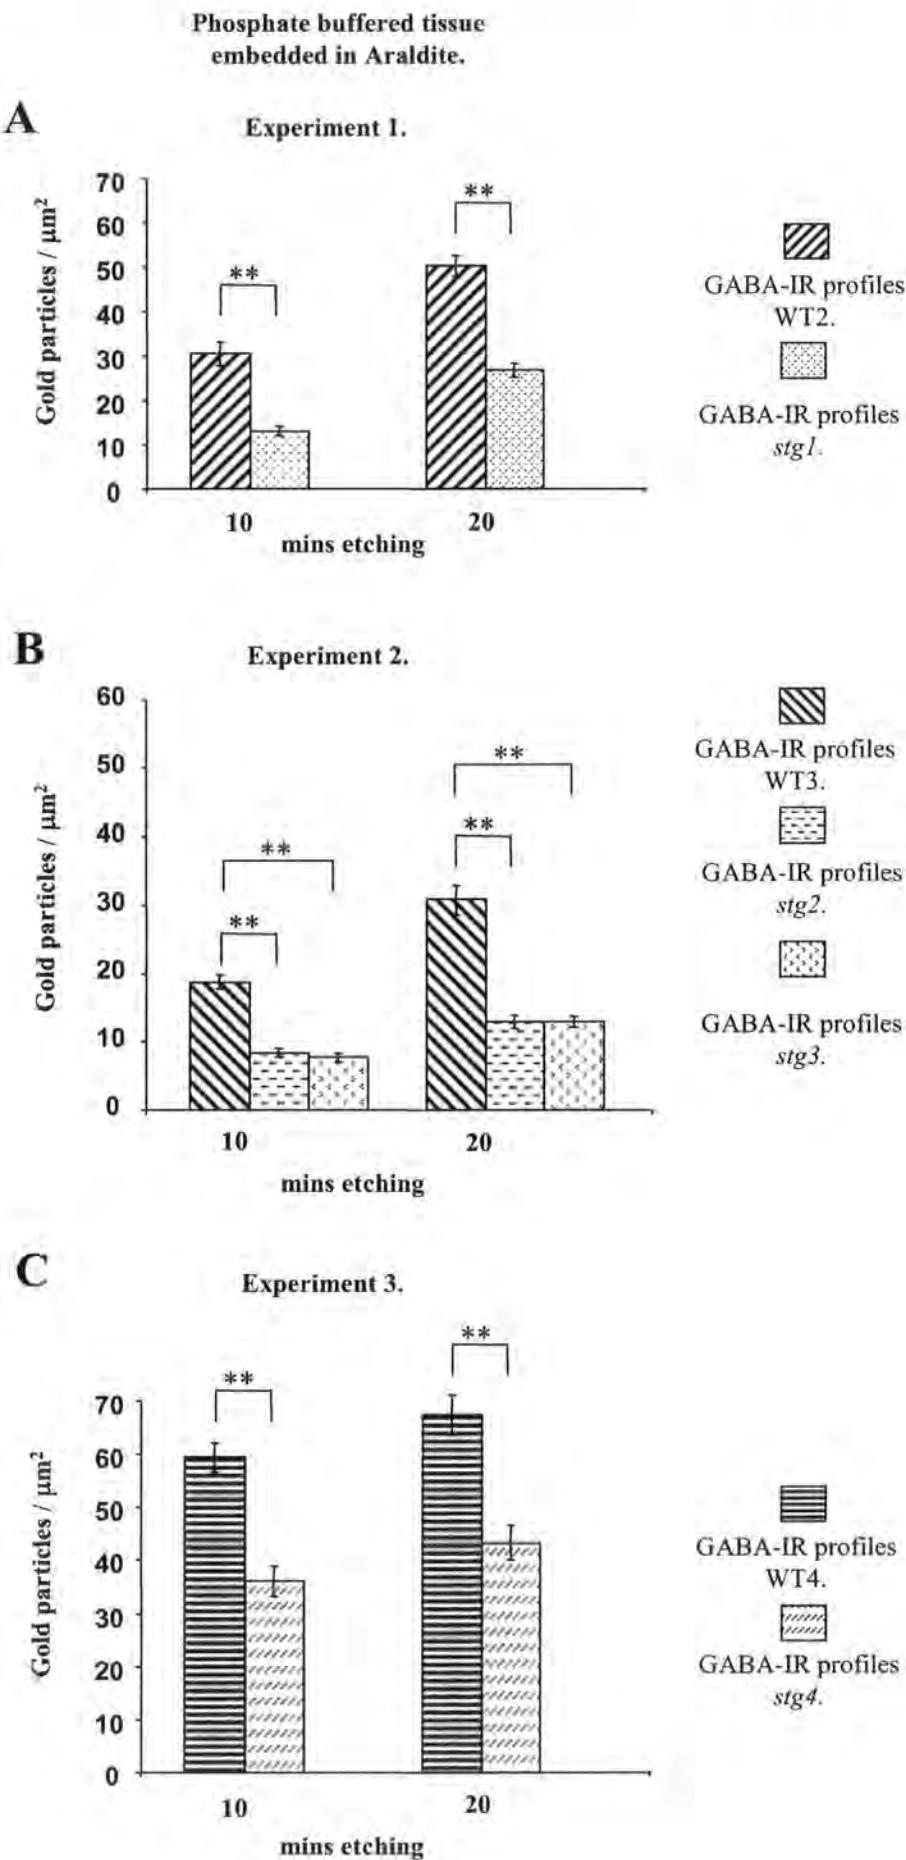 Phosphate buffered tissue
embedded in Araldite.
A
Experiment 1.
Gold particles / μm²
70
60
50
40
30
20
10
0
**
**
10
20
mins etching
GABA-IR profiles
WT2.
GABA-IR profiles
stg1.
B
Experiment 2.
Gold particles / μm²
60
50
40
30
20
10
0
**
**
**
**
10
20
mins etching
GABA-IR profiles
WT3.
GABA-IR profiles
stg2.
GABA-IR profiles
stg3.
C
Experiment 3.
Gold particles / μm²
70
60
50
40
30
20
10
0
**
**
10
20
mins etching
GABA-IR profiles
WT4.
GABA-IR profiles
stg4.